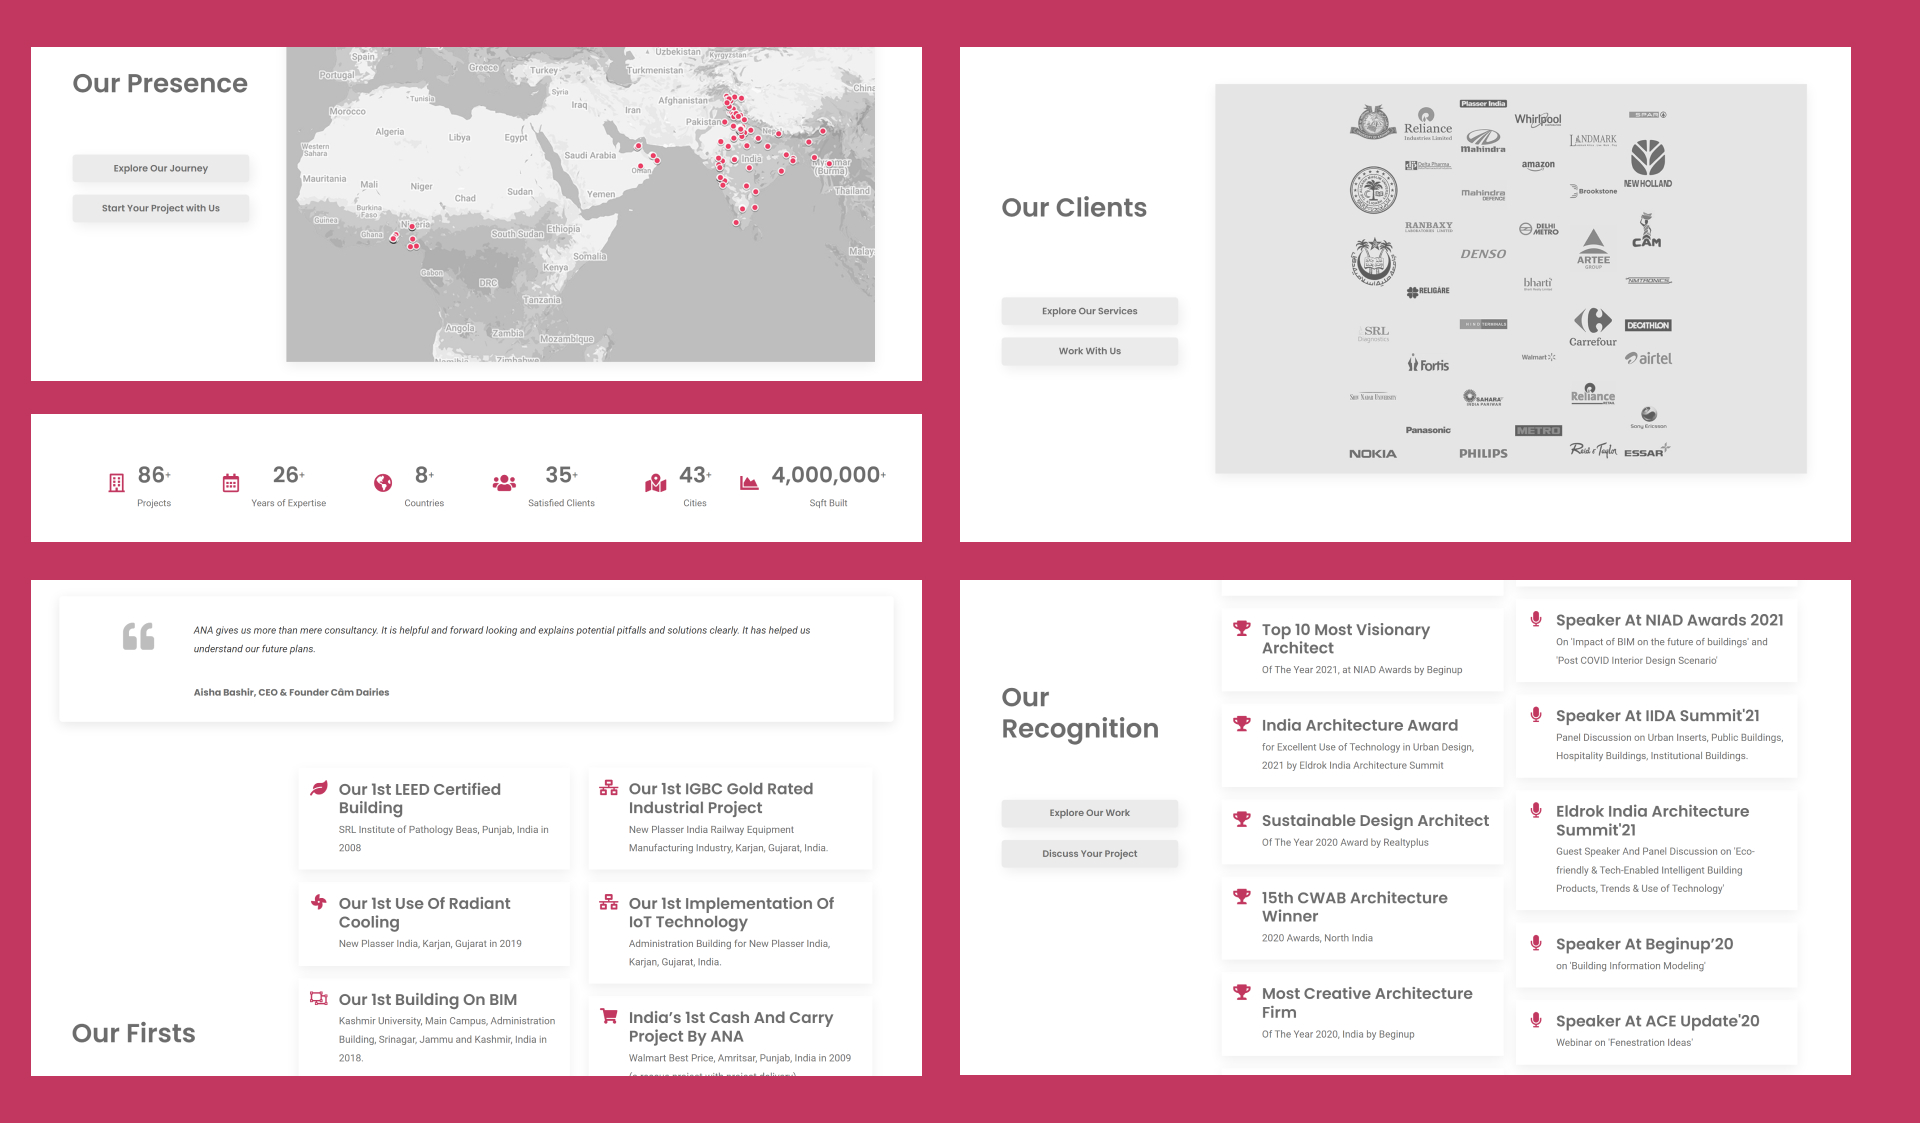 Our Presence
Explore Our Journey
Start Your Project with Us
Spain
Portugal
Greece
Turkey
Uzbekistan
Kyrgyzstan
Turkmenistan
Tunisia
Syria
Iraq
Iran
Afghanistan
China
Morocco
Algeria
Libya
Egypt
Pakistan
Western
Sahara
Saudi Arabia
Oman
India
Myanmar
(Burma)
Mauritania
Mali
Niger
Chad
Sudan
Yemen
Thailand
Burkina
Faso
Guinea
Ghana
Nigeria
South Sudan
Ethiopia
Somalia
Malay
Gabon
DRC
Kenya
Tanzania
Angola
Zambia
Mozambique
86+
Projects
26+
Years of Expertise
8+
Countries
35+
Satisfied Clients
43+
Cities
4,000,000+
Sqft Built
Our Clients
Explore Our Services
Work With Us
Plasser India
Reliance
Industries Limited
Mahindra
Whirlpool
SPAR
LANDMARK
Delta Pharma
amazon
NEW HOLLAND
Mahindra
DEFENCE
Brookstone
RANBAXY
LABORATORIES LIMITED
DELHI
METRO
CAM
DENSO
ARTEE
GROUP
bharti
RELIGARE
SRL
Diagnostics
Carrefour
DECATHLON
Fortis
Walmart
airtel
SAHARA
INDIA PARIWAR
Reliance
Panasonic
METRO
Sony Ericsson
NOKIA
PHILIPS
Reid & Taylor
ESSAR
ANA gives us more than mere consultancy. It is helpful and forward looking and explains potential pitfalls and solutions clearly. It has helped us
understand our future plans.
Aisha Bashir, CEO & Founder Câm Dairies
Our Firsts
Our 1st LEED Certified
Building
SRL Institute of Pathology Beas, Punjab, India in
2008
Our 1st Use Of Radiant
Cooling
New Plasser India, Karjan, Gujarat in 2019
Our 1st Building On BIM
Kashmir University, Main Campus, Administration
Building, Srinagar, Jammu and Kashmir, India in
2018.
Our 1st IGBC Gold Rated
Industrial Project
New Plasser India Railway Equipment
Manufacturing Industry, Karjan, Gujarat, India.
Our 1st Implementation Of
IoT Technology
Administration Building for New Plasser India,
Karjan, Gujarat, India.
India’s 1st Cash And Carry
Project By ANA
Walmart Best Price, Amritsar, Punjab, India in 2009
(a rescue project with project delivery)
Our
Recognition
Explore Our Work
Discuss Your Project
Top 10 Most Visionary
Architect
Of The Year 2021, at NIAD Awards by Beginup
India Architecture Award
for Excellent Use of Technology in Urban Design,
2021 by Eldrok India Architecture Summit
Sustainable Design Architect
Of The Year 2020 Award by Realtyplus
15th CWAB Architecture
Winner
2020 Awards, North India
Most Creative Architecture
Firm
Of The Year 2020, India by Beginup
Speaker At NIAD Awards 2021
On 'Impact of BIM on the future of buildings' and
'Post COVID Interior Design Scenario'
Speaker At IIDA Summit'21
Panel Discussion on Urban Inserts, Public Buildings,
Hospitality Buildings, Institutional Buildings.
Eldrok India Architecture
Summit'21
Guest Speaker And Panel Discussion on 'Eco-
friendly & Tech-Enabled Intelligent Building
Products, Trends & Use of Technology'
Speaker At Beginup’20
on 'Building Information Modeling'
Speaker At ACE Update'20
Webinar on 'Fenestration Ideas'